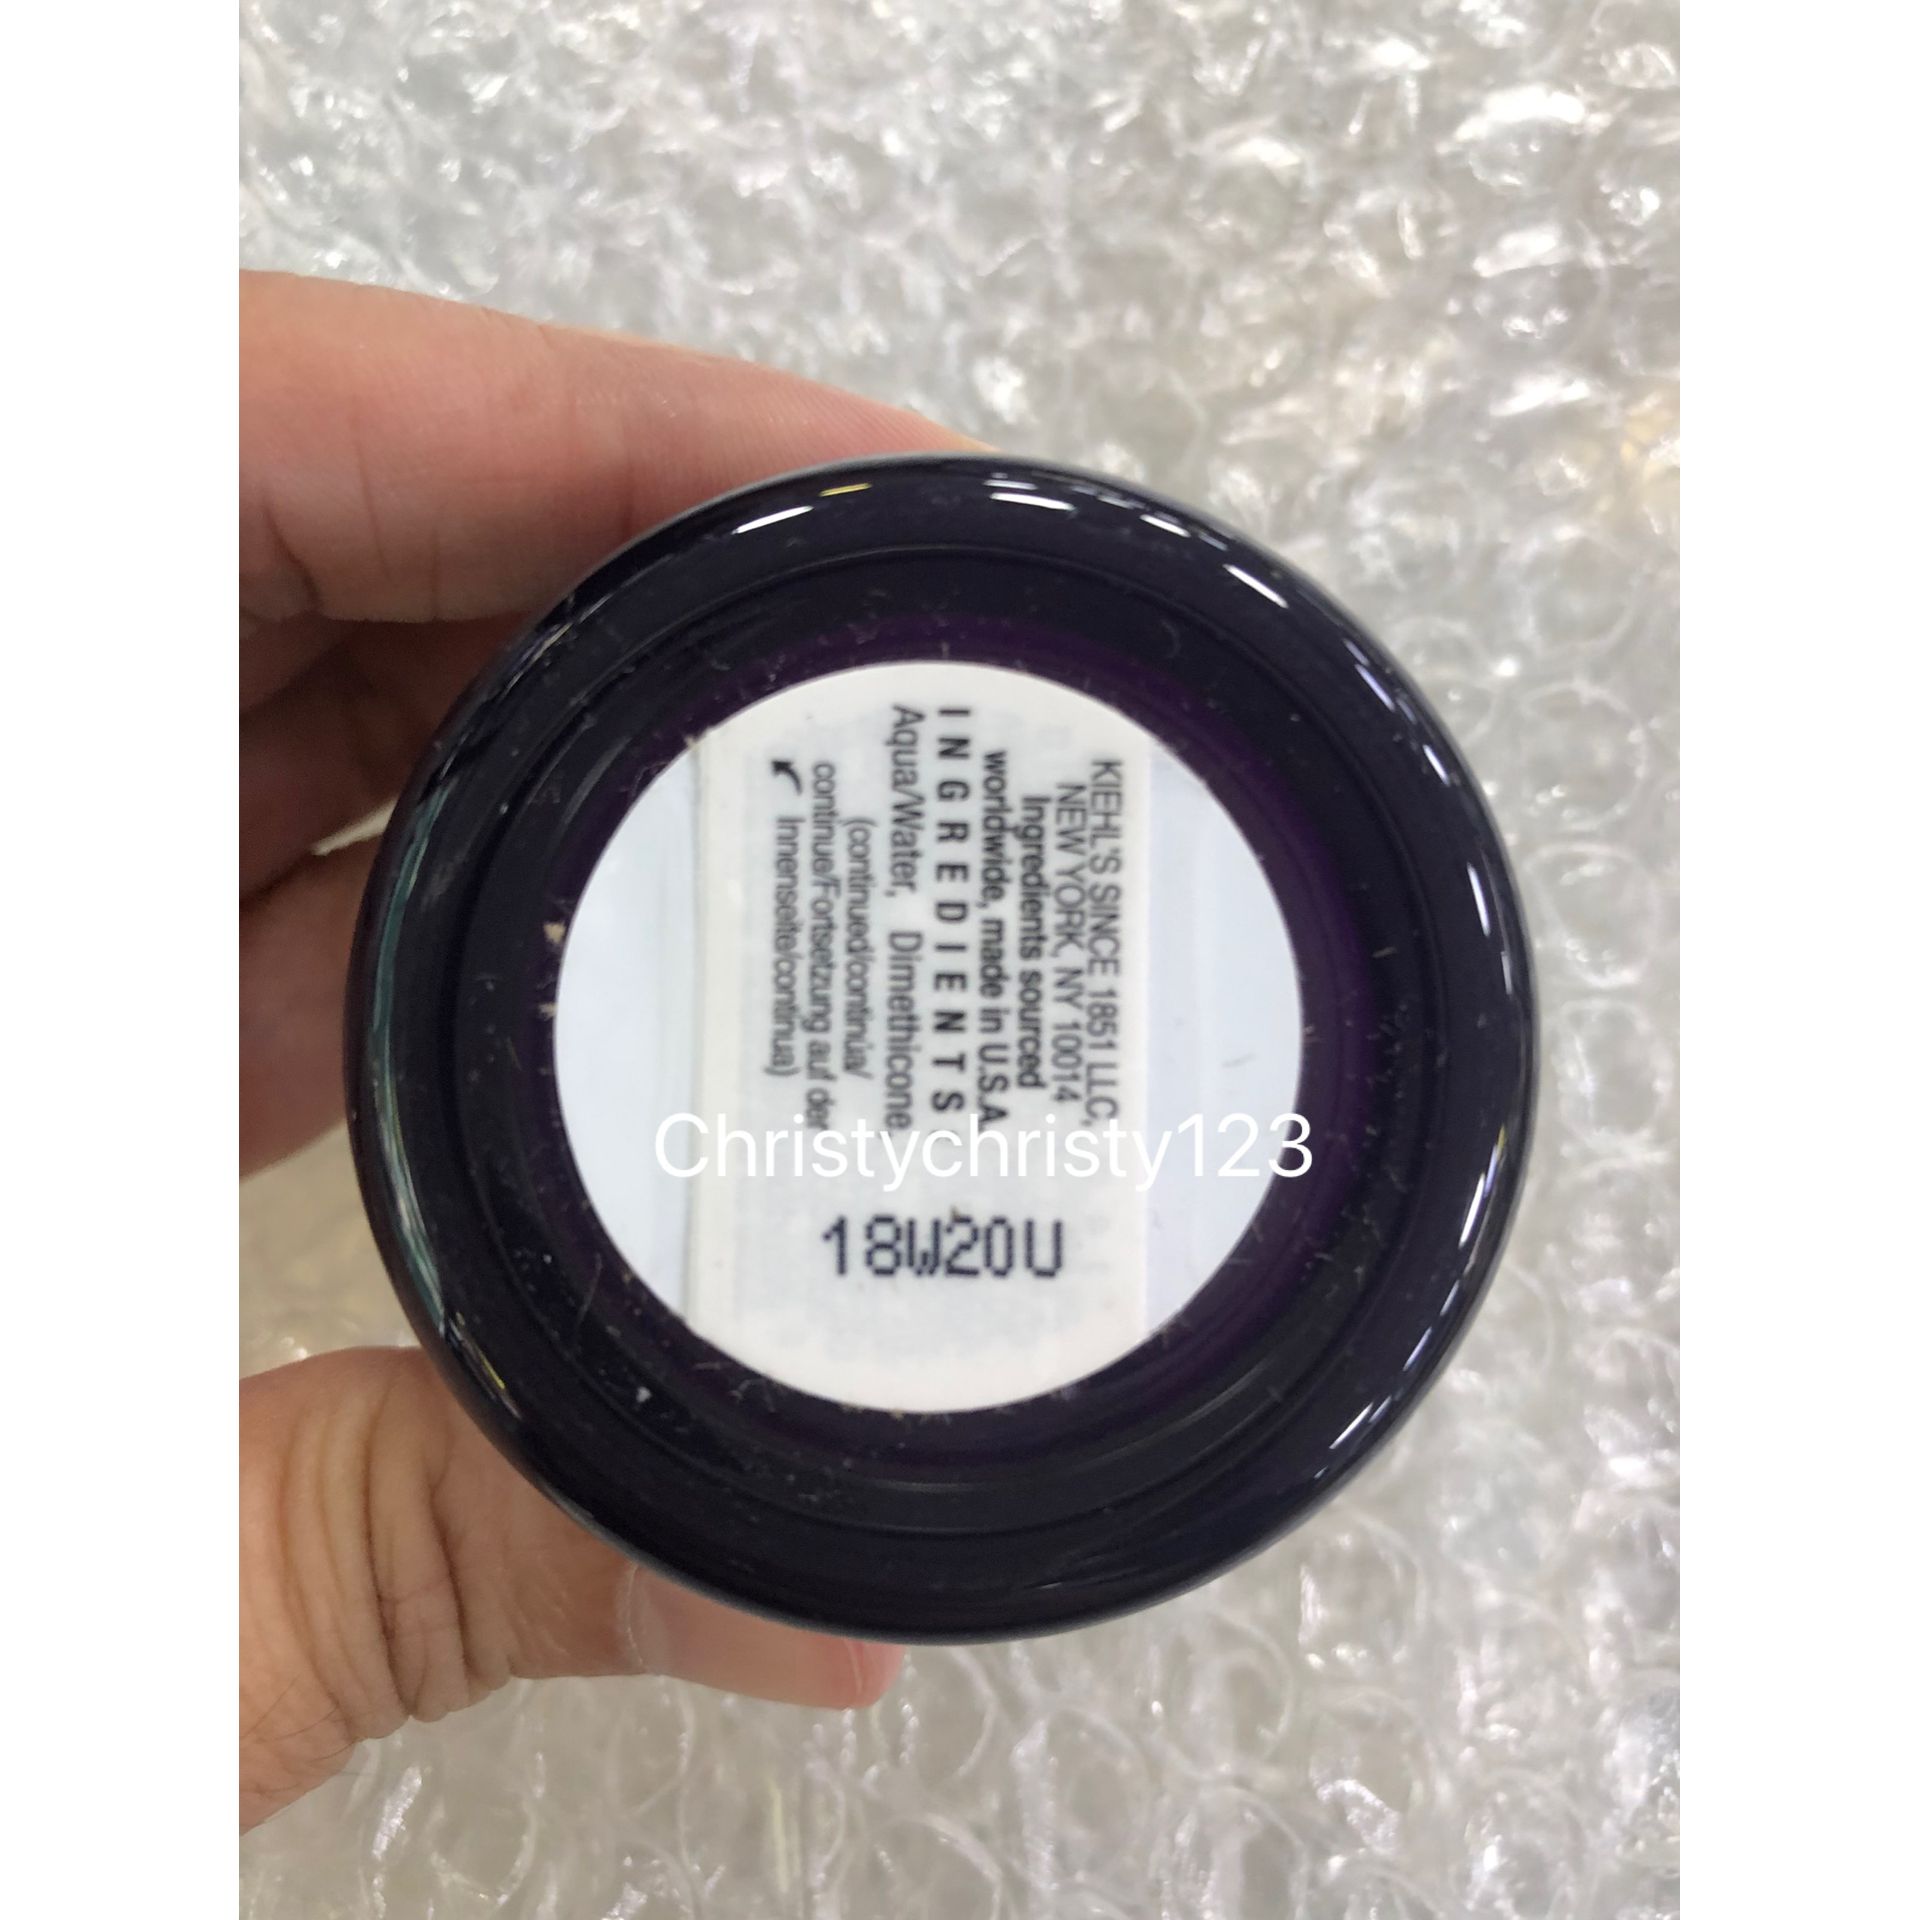 KIEHL'S SINCE 1851 LLC,
NEW YORK, NY 10014
Ingredients sourced
worldwide, made in U.S.A.
INGREDIENTS
Aqua/Water, Dimethicone,
(continued/continúa/
continue/Fortsetzung auf der
Innenseite/continua)
Christychristy123
18W20U